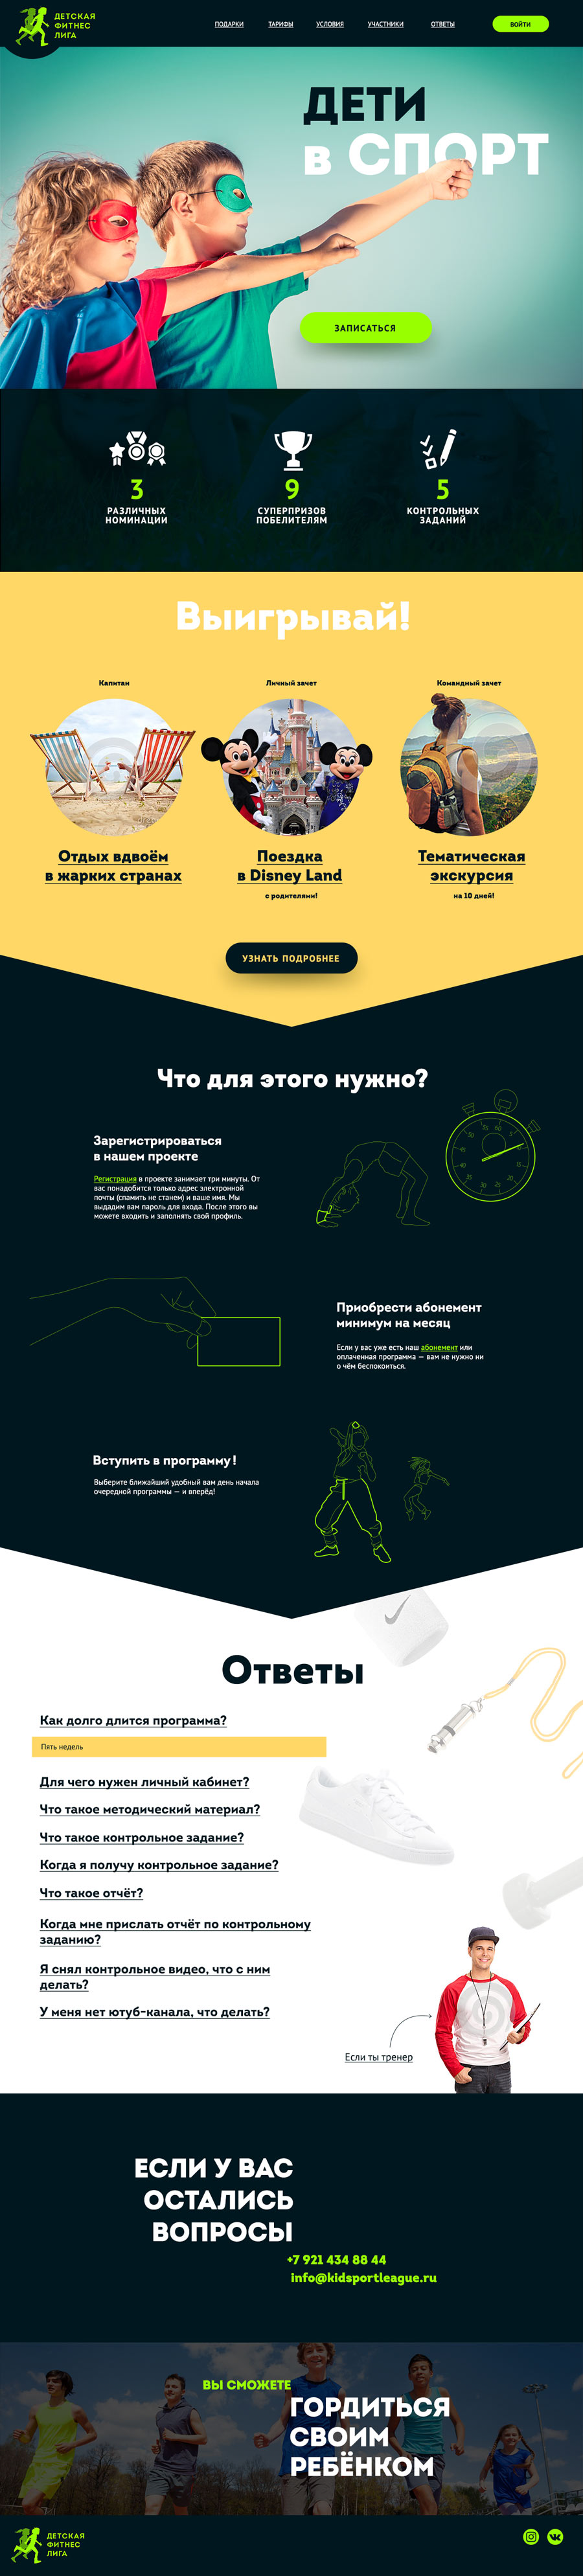 ДЕТСКАЯ
ФИТНЕС
ЛИГА
ПОДАРКИ ТАРИФЫ УСЛОВИЯ УЧАСТНИКИ ОТВЕТЫ ВОЙТИ
ДЕТИ
в СПОРТ
ЗАПИСАТЬСЯ
3 9 5
РАЗЛИЧНЫХ
НОМИНАЦИИ
СУПЕРПРИЗОВ
ПОБЕЛИТЕЛЯМ
КОНТРОЛЬНЫХ
ЗАДАНИЙ
Выигрывай!
Капитан
Отдых вдвоём
в жарких странах
Личный зачет
Поездка
в Disney Land
с родителями!
Командный зачет
Тематическая
экскурсия
на 10 дней!
УЗНАТЬ ПОДРОБНЕЕ
Что для этого нужно?
Зарегистрироваться
в нашем проекте
Регистрация в проекте занимает три минуты. От
вас понадобится только адрес электронной
почты (спамить не станем) и ваше имя. Мы
выдадим вам пароль для входа. После этого вы
можете входить и заполнять свой профиль.
Приобрести абонемент
минимум на месяц
Если у вас уже есть наш абонемент или
оплаченная программа — вам не нужно ни
о чём беспокоиться.
Вступить в программу!
Выберите ближайший удобный вам день начала
очередной программы — и вперёд!
Ответы
Как долго длится программа?
Пять недель
Для чего нужен личный кабинет?
Что такое методический материал?
Что такое контрольное задание?
Когда я получу контрольное задание?
Что такое отчёт?
Когда мне прислать отчёт по контрольному
заданию?
Я снял контрольное видео, что с ним
делать?
У меня нет ютуб-канала, что делать?
Если ты тренер
ЕСЛИ У ВАС
ОСТАЛИСЬ
ВОПРОСЫ
+7 921 434 88 44
info@kidsportleague.ru
ВЫ СМОЖЕТЕ
ГОРДИТЬСЯ
СВОИМ
РЕБЁНКОМ
ДЕТСКАЯ
ФИТНЕС
ЛИГА